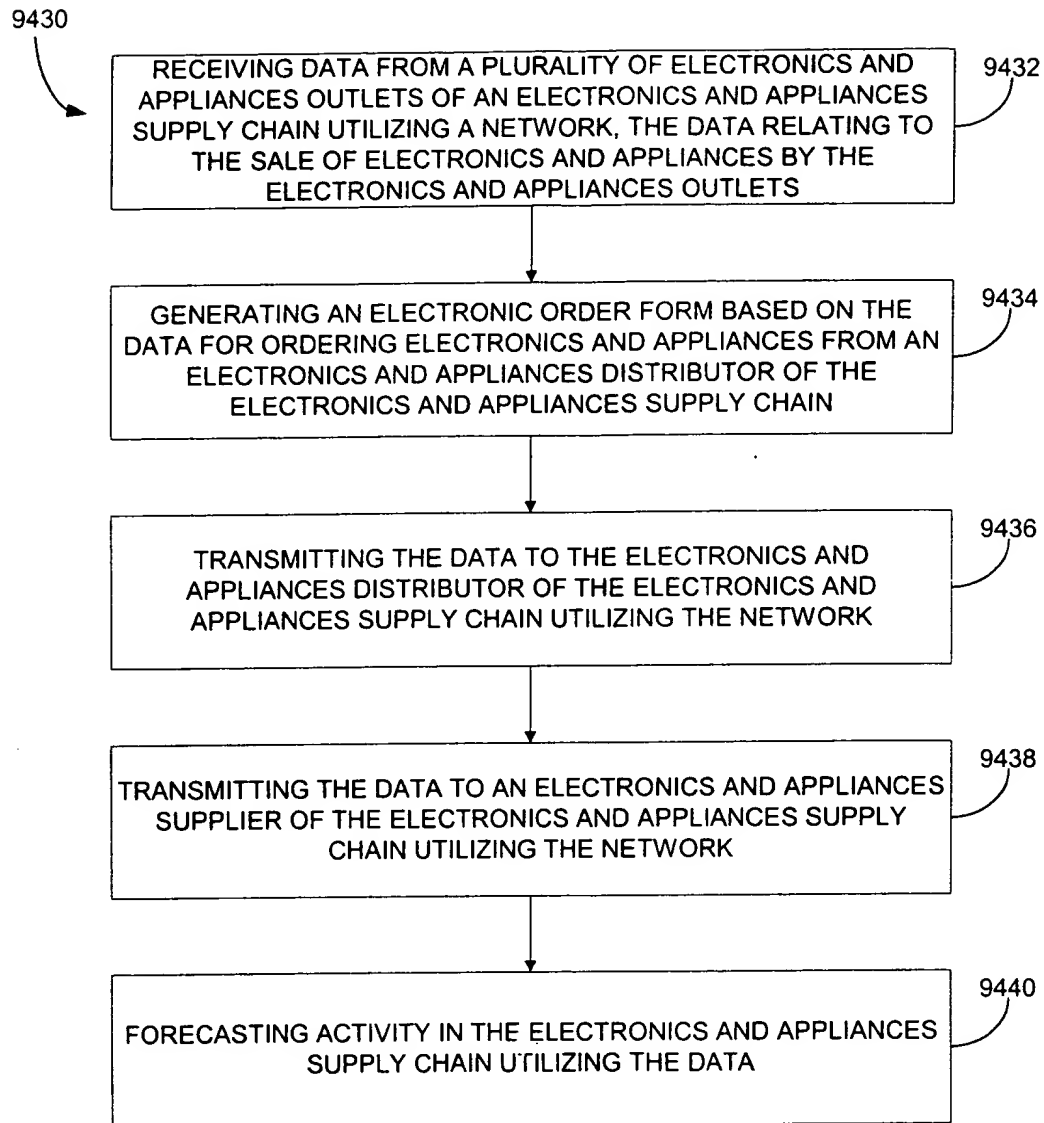 9430
RECEIVING DATA FROM A PLURALITY OF ELECTRONICS AND
APPLIANCES OUTLETS OF AN ELECTRONICS AND APPLIANCES
SUPPLY CHAIN UTILIZING A NETWORK, THE DATA RELATING TO
THE SALE OF ELECTRONICS AND APPLIANCES BY THE
ELECTRONICS AND APPLIANCES OUTLETS
9432
GENERATING AN ELECTRONIC ORDER FORM BASED ON THE
DATA FOR ORDERING ELECTRONICS AND APPLIANCES FROM AN
ELECTRONICS AND APPLIANCES DISTRIBUTOR OF THE
ELECTRONICS AND APPLIANCES SUPPLY CHAIN
9434
TRANSMITTING THE DATA TO THE ELECTRONICS AND
APPLIANCES DISTRIBUTOR OF THE ELECTRONICS AND
APPLIANCES SUPPLY CHAIN UTILIZING THE NETWORK
9436
TRANSMITTING THE DATA TO AN ELECTRONICS AND APPLIANCES
SUPPLIER OF THE ELECTRONICS AND APPLIANCES SUPPLY
CHAIN UTILIZING THE NETWORK
9438
FORECASTING ACTIVITY IN THE ELECTRONICS AND APPLIANCES
SUPPLY CHAIN UTILIZING THE DATA
9440